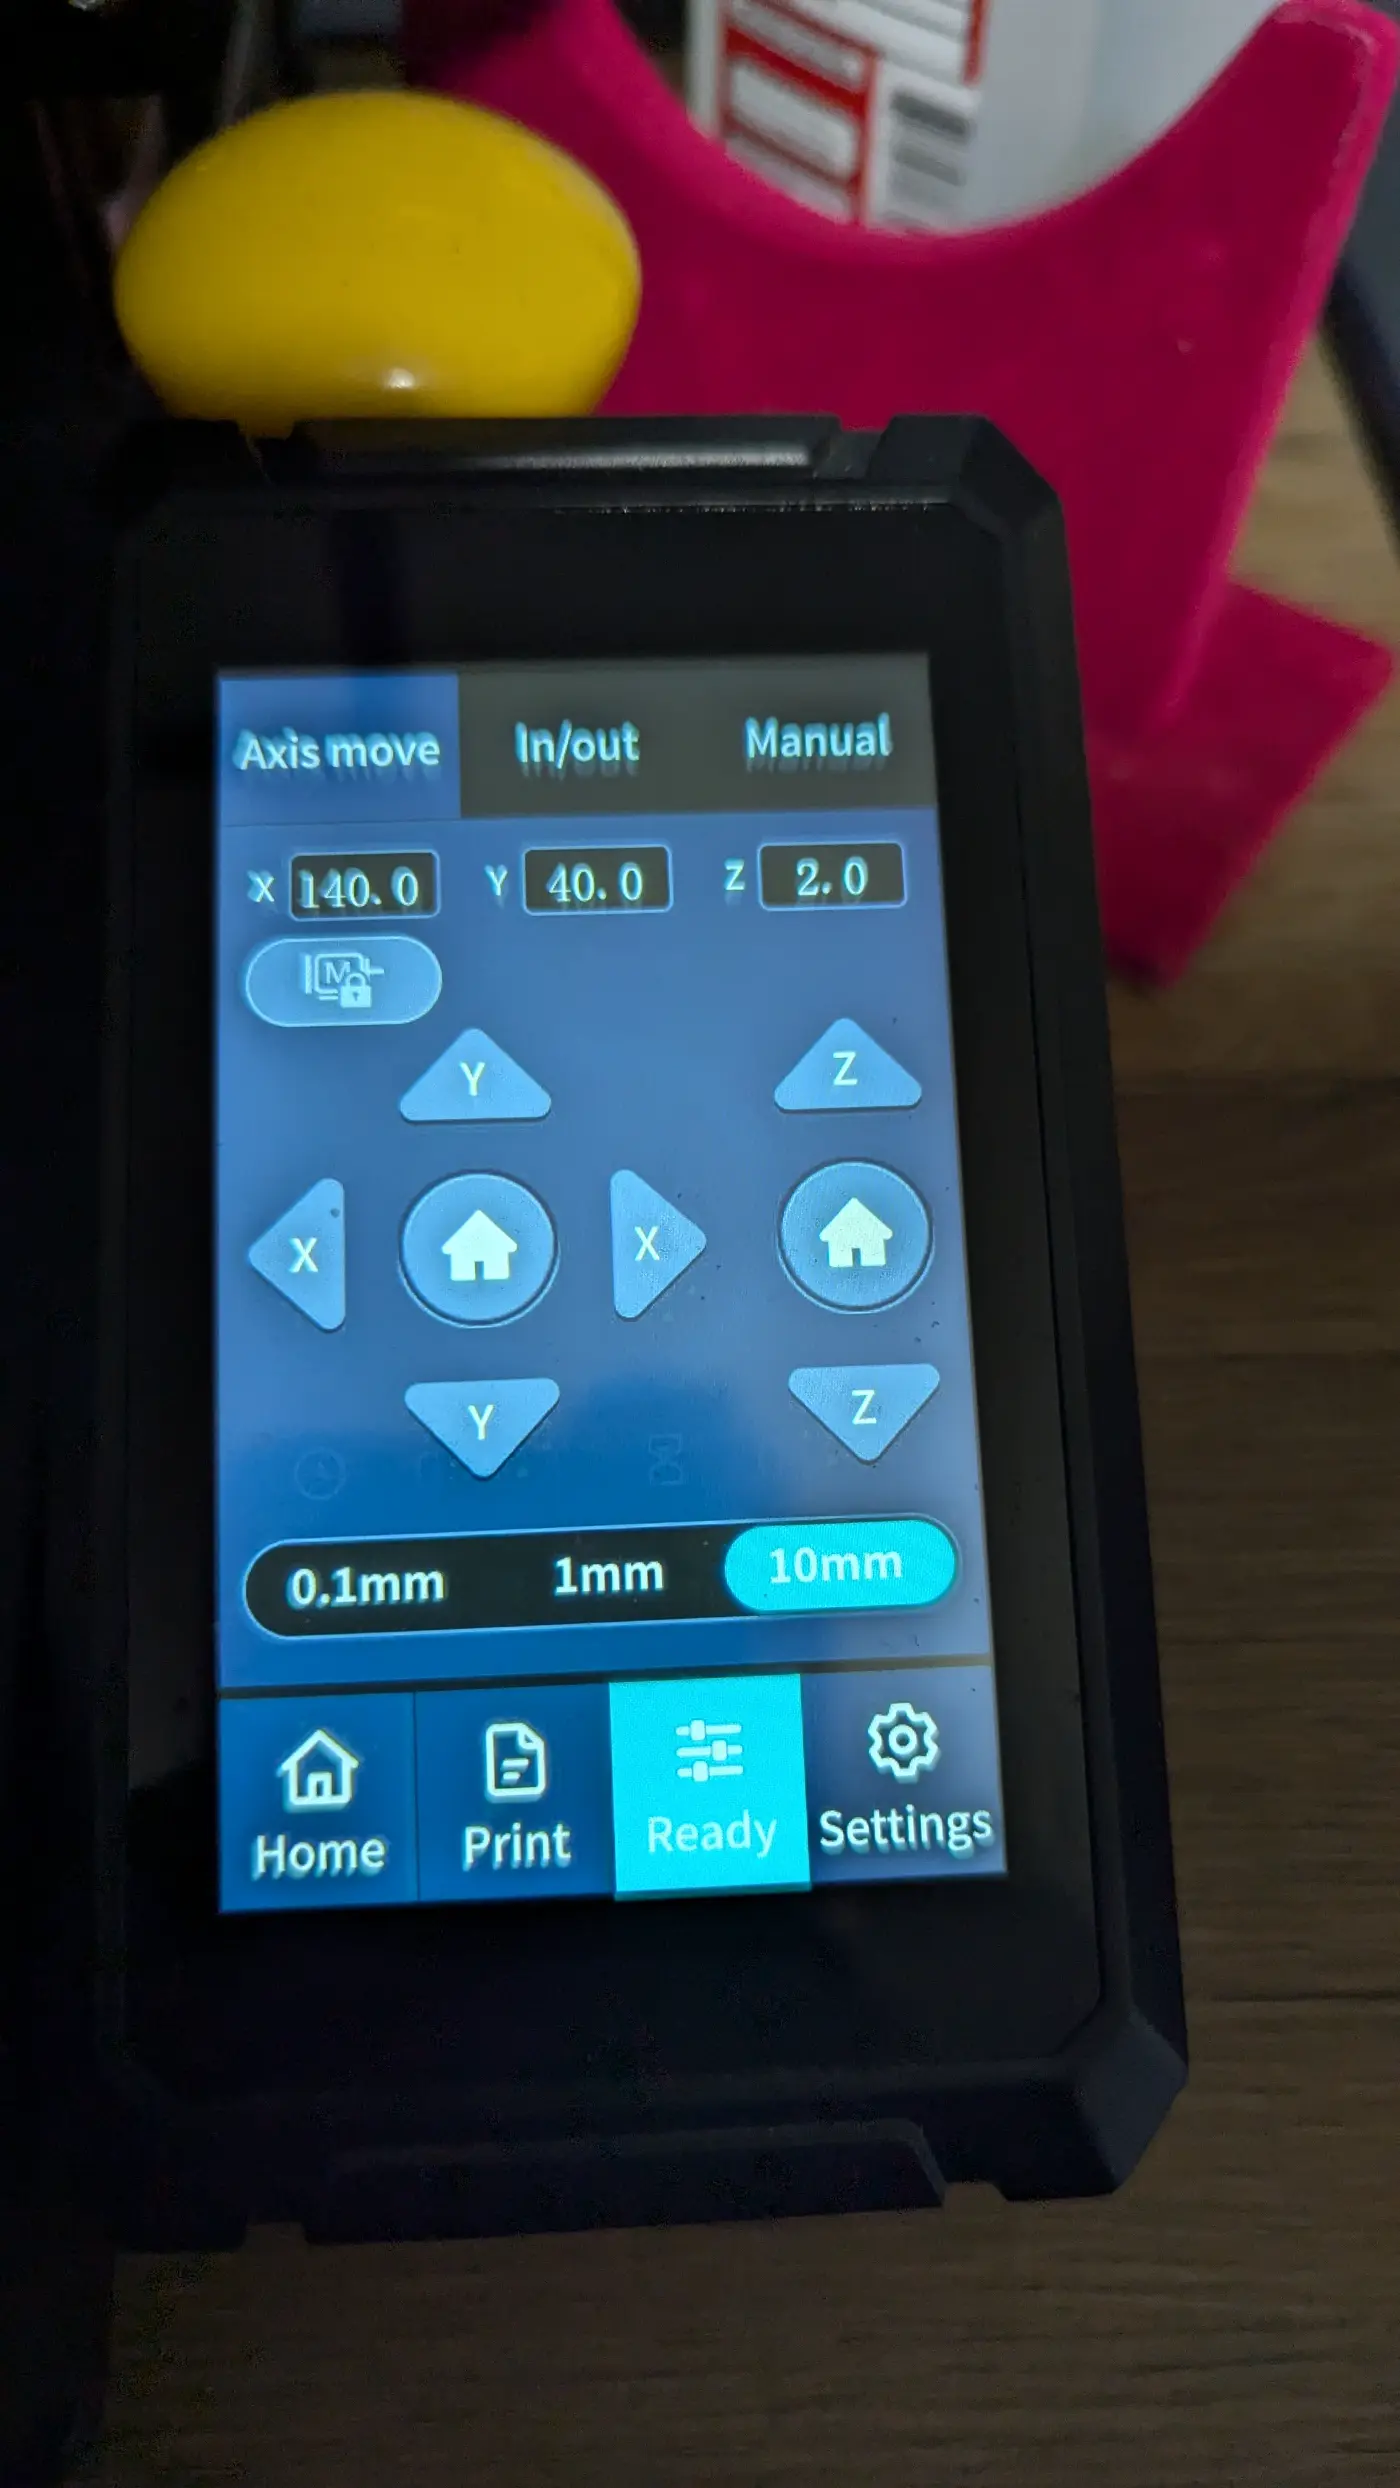 Axis move In/out Manual
X 140.0 Y 40.0 Z 2.0
M
Y Z
X X
Y Z
0.1mm 1mm 10mm
Home Print Ready Settings